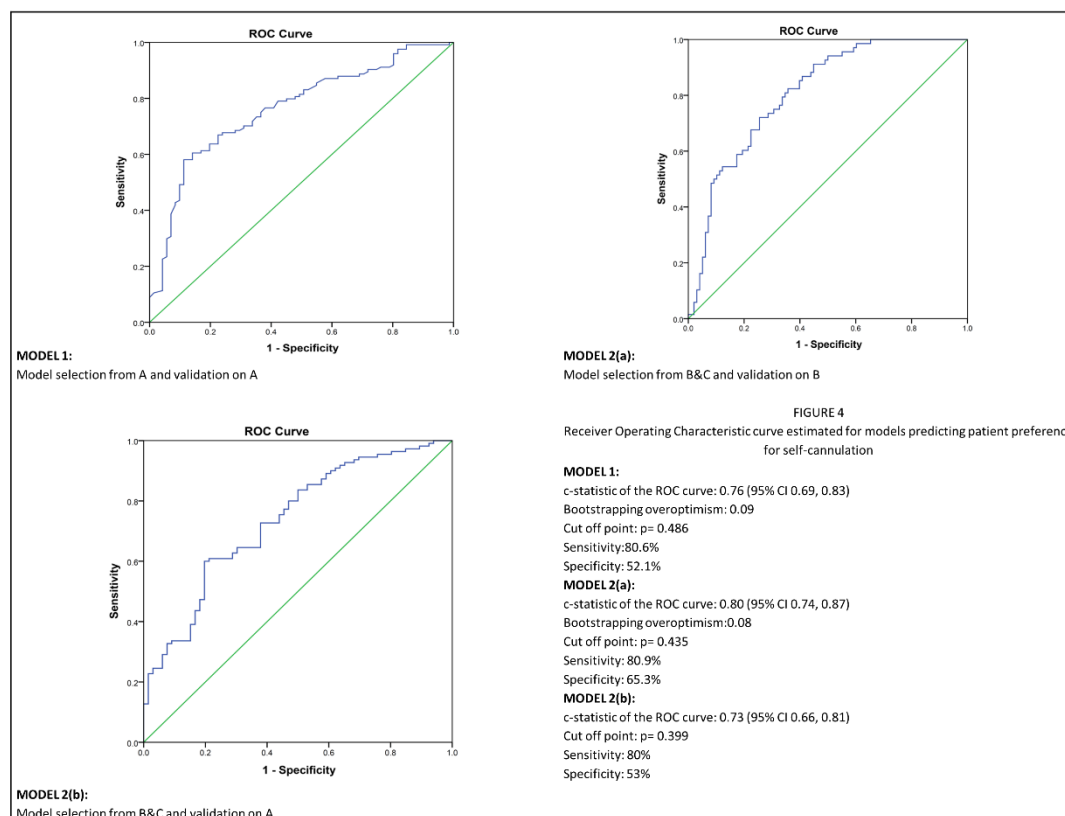 ROC Curve
Sensitivity
1.0
0.8
0.6
0.4
0.2
0.0
0.0 0.2 0.4 0.6 0.8 1.0
1 - Specificity
MODEL 1:
Model selection from A and validation on A
ROC Curve
Sensitivity
1.0
0.8
0.6
0.4
0.2
0.0
0.0 0.2 0.4 0.6 0.8 1.0
1 - Specificity
MODEL 2(a):
Model selection from B&C and validation on B
ROC Curve
Sensitivity
1.0
0.8
0.6
0.4
0.2
0.0
0.0 0.2 0.4 0.6 0.8 1.0
1 - Specificity
MODEL 2(b):
Model selection from B&C and validation on A
FIGURE 4
Receiver Operating Characteristic curve estimated for models predicting patient preferenc
for self-cannulation
MODEL 1:
c-statistic of the ROC curve: 0.76 (95% CI 0.69, 0.83)
Bootstrapping overoptimism: 0.09
Cut off point: p= 0.486
Sensitivity:80.6%
Specificity: 52.1%
MODEL 2(a):
c-statistic of the ROC curve: 0.80 (95% CI 0.74, 0.87)
Bootstrapping overoptimism:0.08
Cut off point: p= 0.435
Sensitivity: 80.9%
Specificity: 65.3%
MODEL 2(b):
c-statistic of the ROC curve: 0.73 (95% CI 0.66, 0.81)
Cut off point: p= 0.399
Sensitivity: 80%
Specificity: 53%